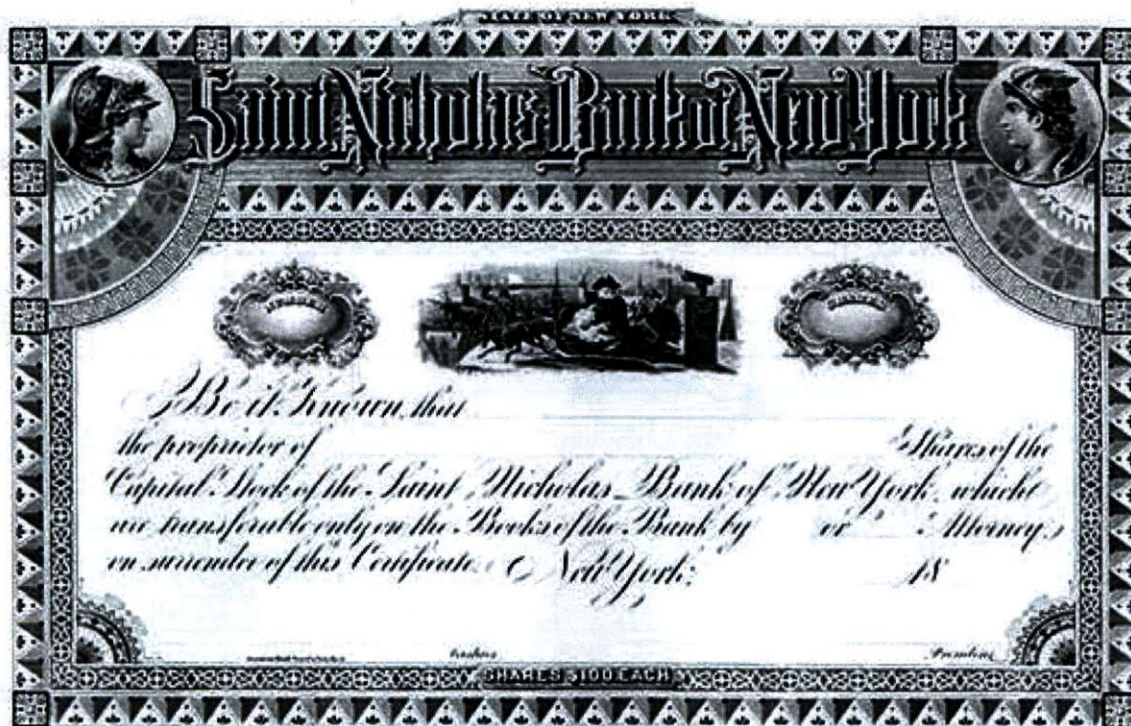 STATE OF NEW YORK
Saint Nicholas Bank of New York
NUMBER
SHARES
Be it Known, that
the proprietor of Shares of the
Capital Stock of the Saint Nicholas Bank of New York, which
are transferable only on the Books of the Bank by or Attorney,
on surrender of this Certificate. New York, 18
Cashier President
SHARES $100 EACH